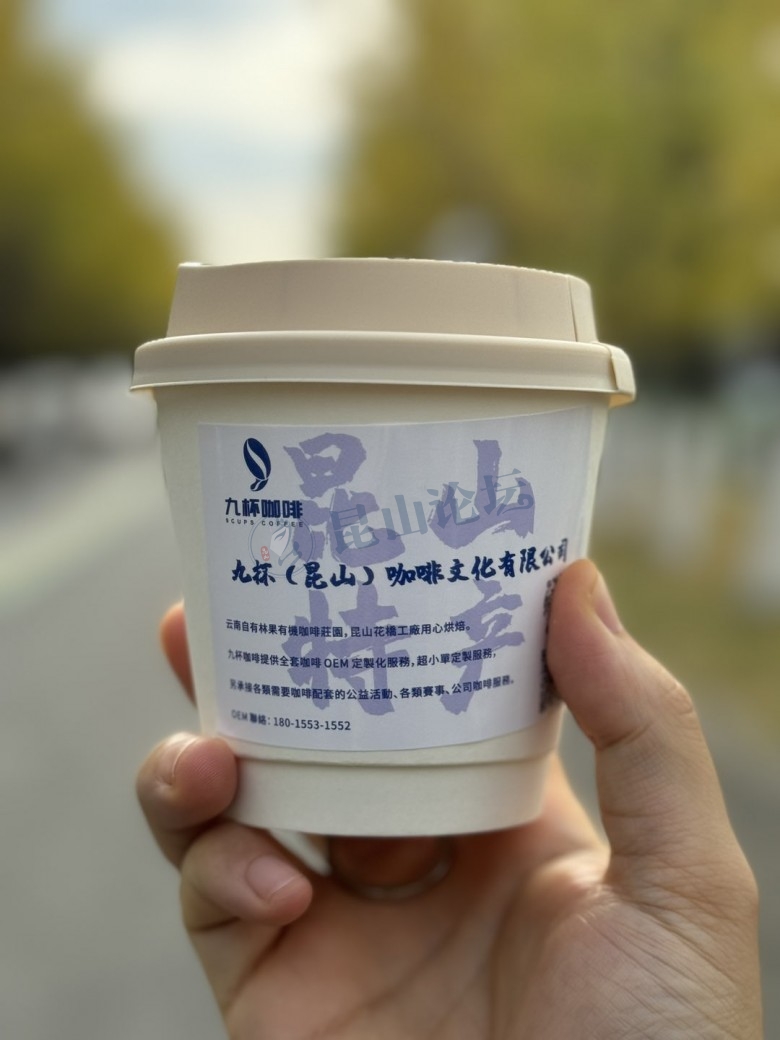 九杯咖啡
9CUPS COFFEE
昆山
特享
昆山论坛
九杯（昆山）咖啡文化有限公司
云南自有林果有機咖啡莊園，昆山花橋工廠用心烘焙。
九杯咖啡提供全套咖啡 OEM 定製化服務，超小單定製服務，
另承接各類需要咖啡配套的公益活動、各類賽事、公司咖啡服務。
OEM 聯絡：180-1553-1552